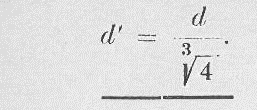 d′ = d / ∛4.